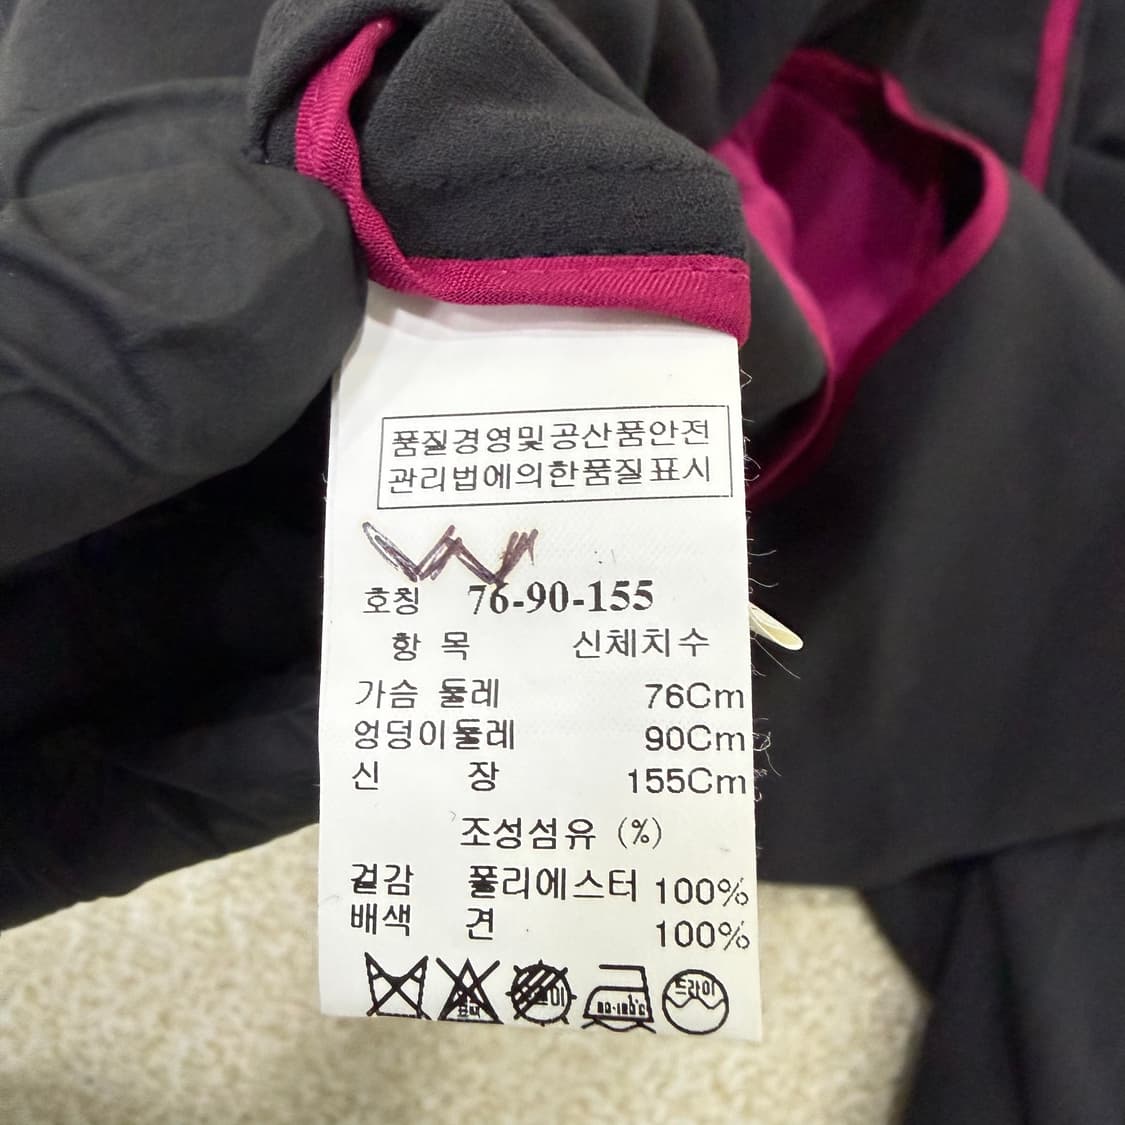 품질경영및공산품안전
관리법에의한품질표시
호칭 76-90-155
항 목 신체치수
가슴 둘레 76Cm
엉덩이둘레 90Cm
신 장 155Cm
조성섬유 (%)
겉감 폴리에스터 100%
배색 견 100%
드라이